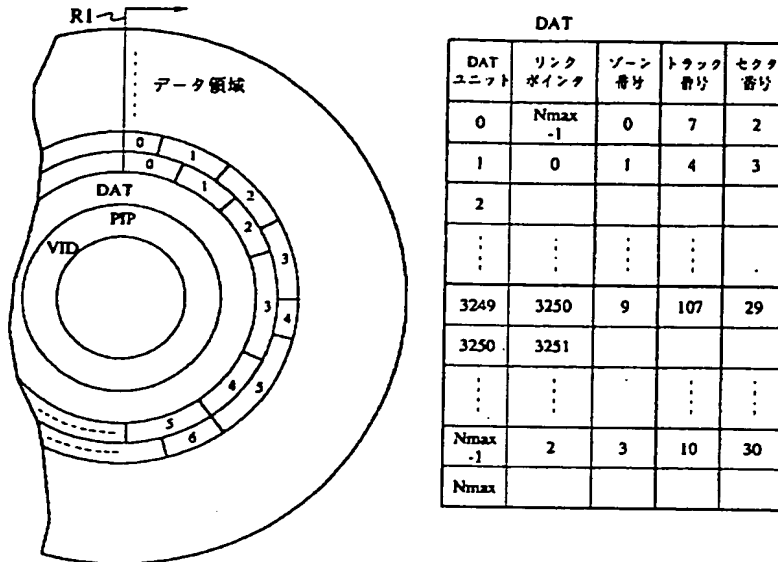 R1
データ領域
0 1
0 1 2
DAT 2 3
PIP
VID
3 4
4 5
5 6
DAT
DAT ユニット リンク ポインタ ゾーン 番号 トラック 番号 セクタ 番号
0 Nmax -1 0 7 2
1 0 1 4 3
2
3249 3250 9 107 29
3250 3251
Nmax -1 2 3 10 30
Nmax